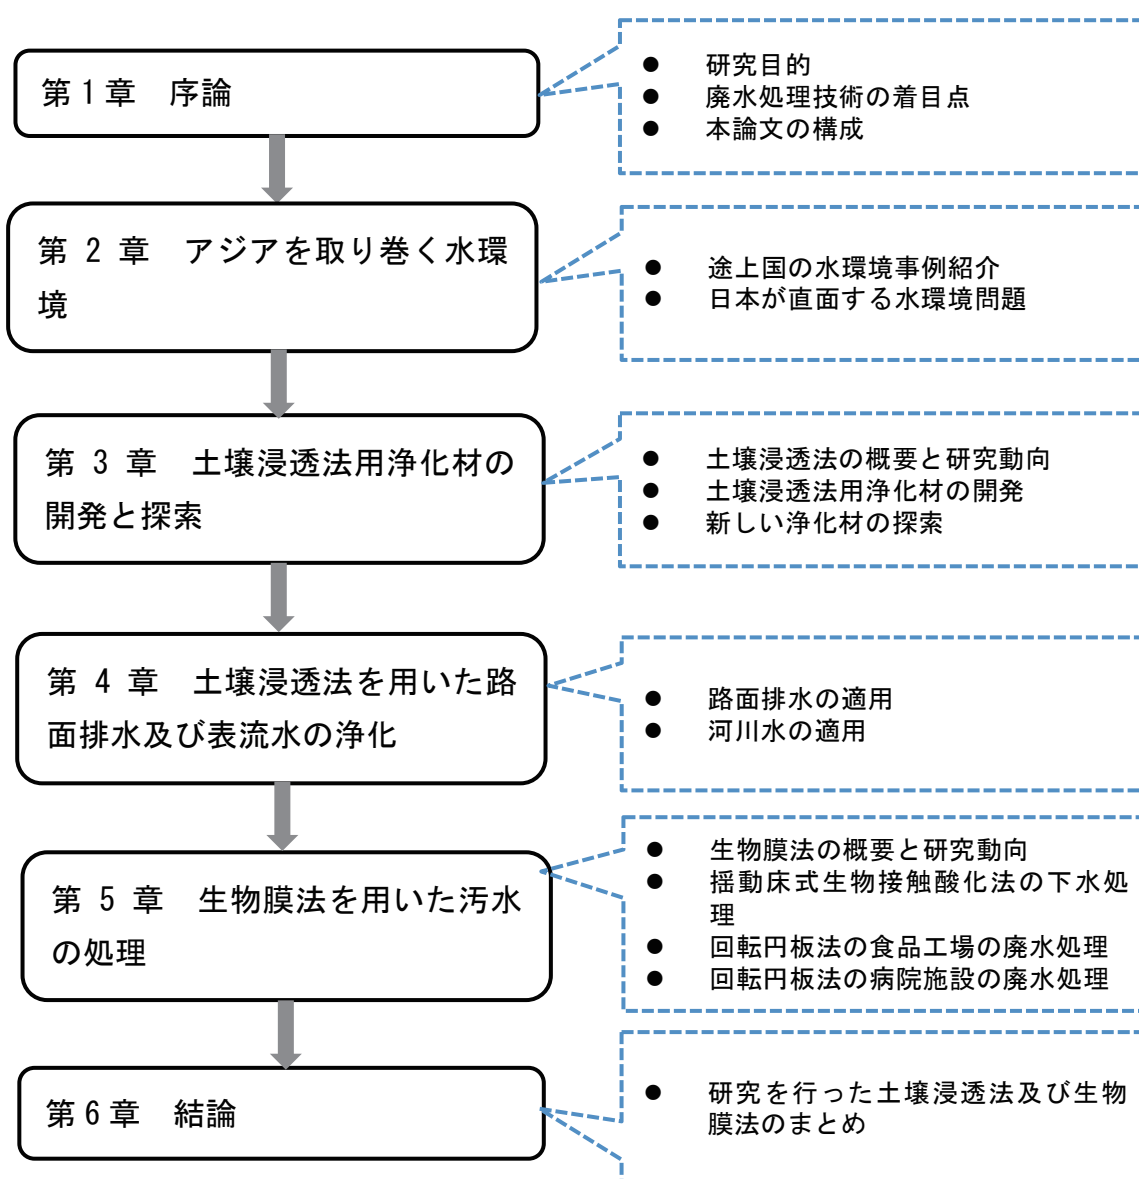 第1章 序論
● 研究目的
● 廃水処理技術の着目点
● 本論文の構成
第 2 章 アジアを取り巻く水環
境
● 途上国の水環境事例紹介
● 日本が直面する水環境問題
第 3 章 土壌浸透法用浄化材の
開発と探索
● 土壌浸透法の概要と研究動向
● 土壌浸透法用浄化材の開発
● 新しい浄化材の探索
第 4 章 土壌浸透法を用いた路
面排水及び表流水の浄化
● 路面排水の適用
● 河川水の適用
第 5 章 生物膜法を用いた汚水
の処理
● 生物膜法の概要と研究動向
● 揺動床式生物接触酸化法の下水処
理
● 回転円板法の食品工場の廃水処理
● 回転円板法の病院施設の廃水処理
第6章 結論
● 研究を行った土壌浸透法及び生物
膜法のまとめ